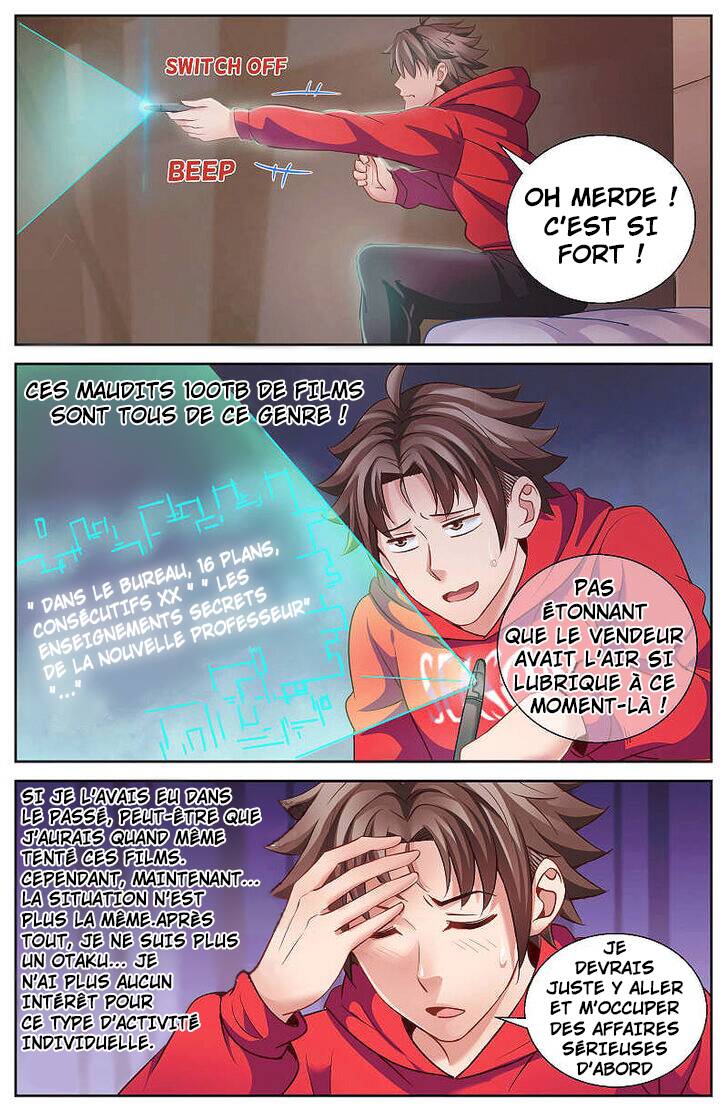 SWITCH OFF
BEEP
OH MERDE !
C'EST SI
FORT !
CES MAUDITS 100TB DE FILMS
SONT TOUS DE CE GENRE !
" DANS LE BUREAU, 16 PLANS,
CONSÉCUTIFS XX " " LES
ENSEIGNEMENTS SECRETS
DE LA NOUVELLE PROFESSEUR"
"..."
PAS
ÉTONNANT
QUE LE VENDEUR
AVAIT L'AIR SI
LUBRIQUE À CE
MOMENT-LÀ !
SI JE L'AVAIS EU DANS
LE PASSÉ, PEUT-ÊTRE QUE
J'AURAIS QUAND MÊME
TENTÉ CES FILMS.
CEPENDANT, MAINTENANT...
LA SITUATION N'EST
PLUS LA MÊME.APRÈS
TOUT, JE NE SUIS PLUS
UN OTAKU... JE
N'AI PLUS AUCUN
INTÉRÊT POUR
CE TYPE D'ACTIVITÉ
INDIVIDUELLE.
JE
DEVRAIS
JUSTE Y ALLER
ET M'OCCUPER
DES AFFAIRES
SÉRIEUSES
D'ABORD